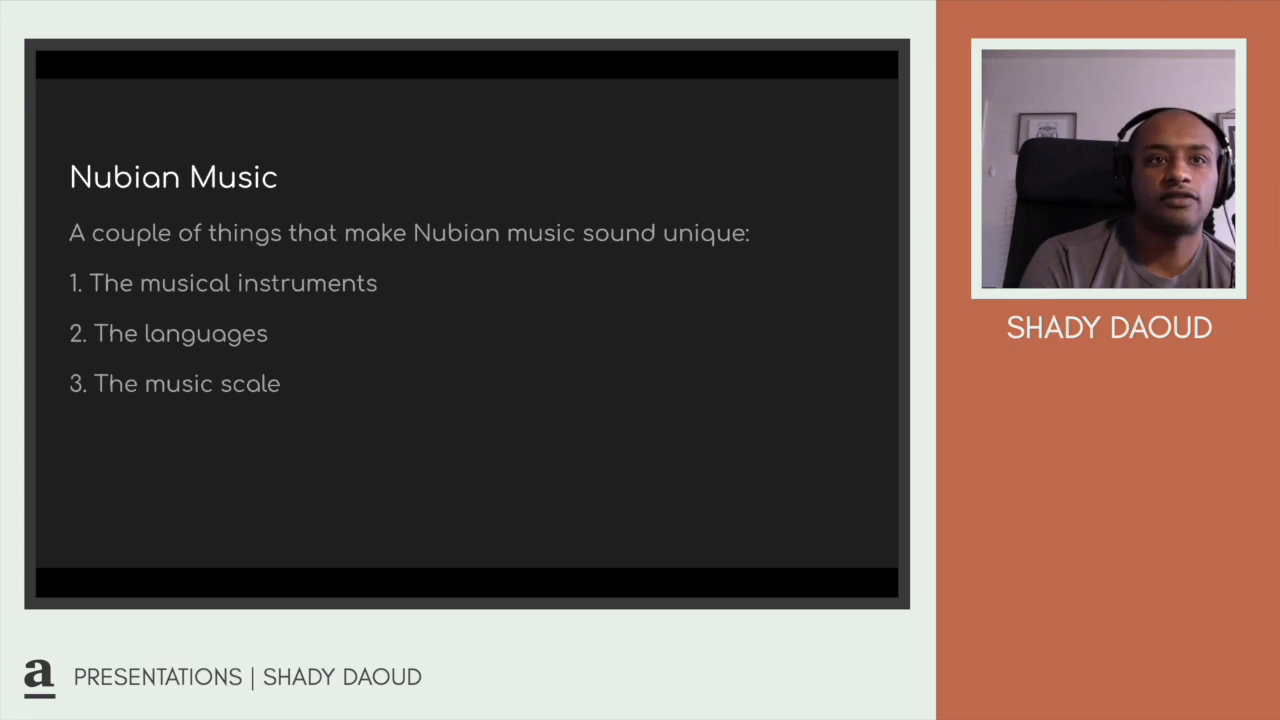 Nubian Music
A couple of things that make Nubian music sound unique:
1. The musical instruments
2. The languages
3. The music scale
SHADY DAOUD
a PRESENTATIONS | SHADY DAOUD